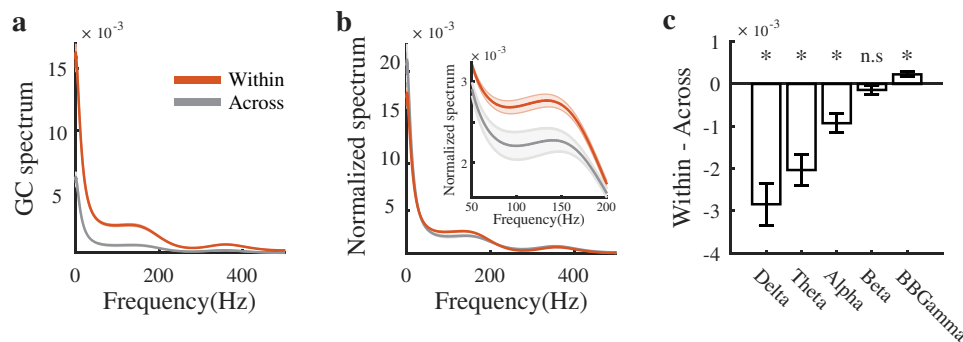 a
× 10⁻³
15
10
5
GC spectrum
Within
Across
0
200
400
Frequency(Hz)
b
× 10⁻³
20
15
10
5
Normalized spectrum
× 10⁻³
3
2
Normalized spectrum
50
100
150
200
Frequency(Hz)
0
200
400
Frequency(Hz)
c
× 10⁻³
1
0
-1
-2
-3
-4
Within - Across
* * * n.s *
Delta
Theta
Alpha
Beta
BBGamma